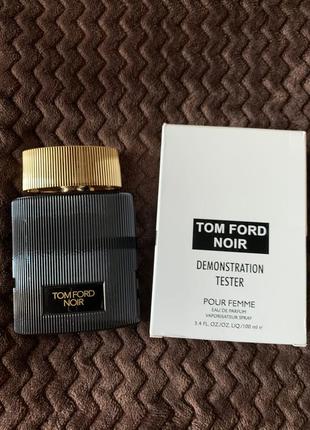 TOM FORD
NOIR
TOM FORD
NOIR
DEMONSTRATION
TESTER
POUR FEMME
EAU DE PARFUM
VAPORISATEUR SPRAY
3.4 FL. OZ./OZ. LIQ./100 ml ℮